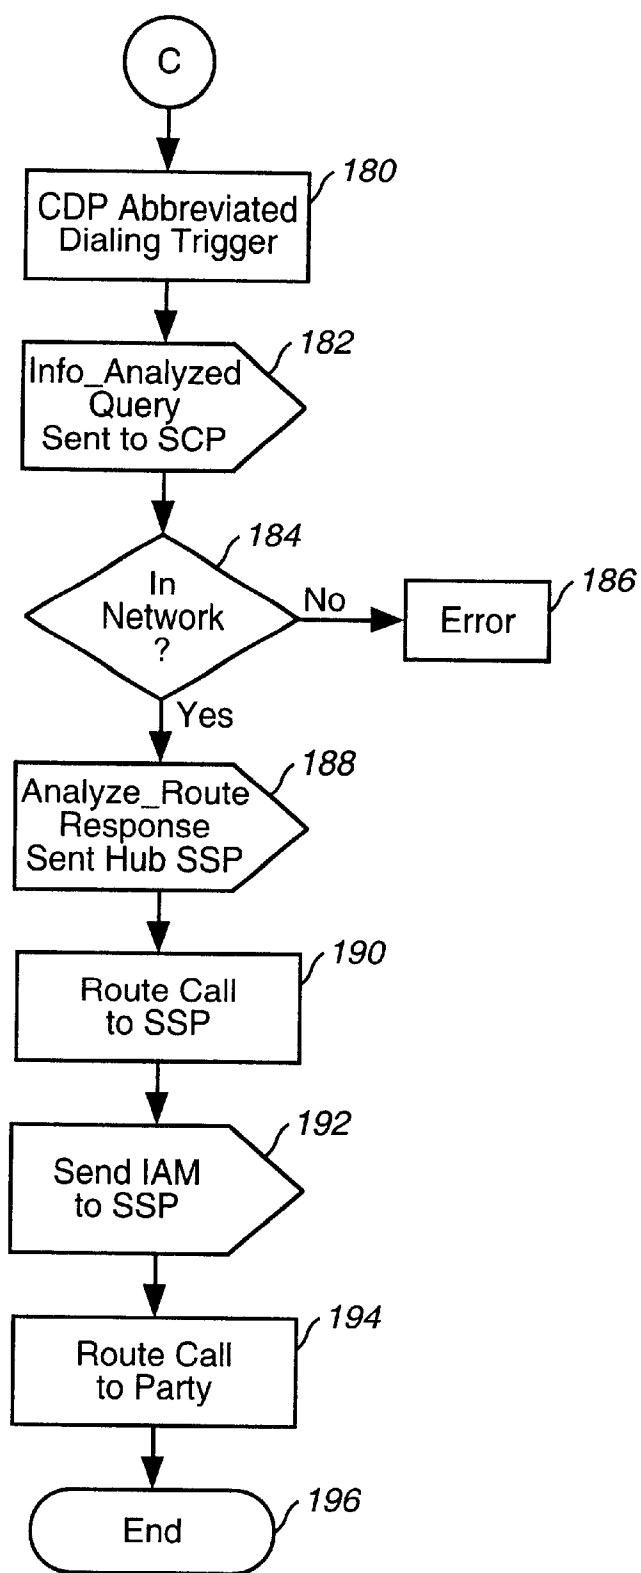 C
180
CDP Abbreviated
Dialing Trigger
182
Info_Analyzed
Query
Sent to SCP
184
In
Network
?
No
186
Error
Yes
188
Analyze_Route
Response
Sent Hub SSP
190
Route Call
to SSP
192
Send IAM
to SSP
194
Route Call
to Party
196
End